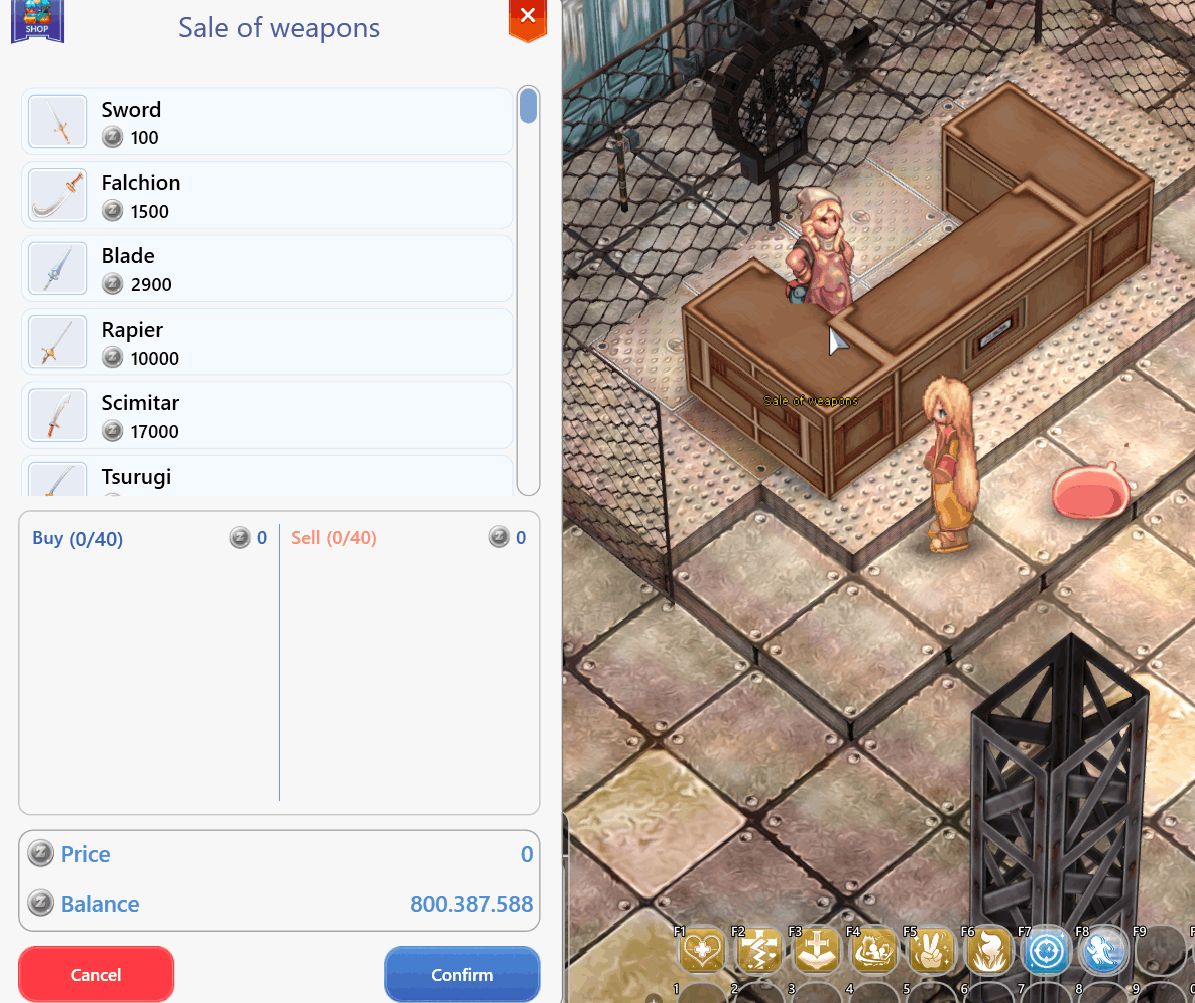 SHOP
Sale of weapons
Sword
100
Falchion
1500
Blade
2900
Rapier
10000
Scimitar
17000
Tsurugi
Buy (0/40)
0
Sell (0/40)
0
Price
0
Balance
800.387.588
Cancel
Confirm
Sale of weapons
F1 F2 F3 F4 F5 F6 F7 F8 F9
1 2 3 4 5 6 7 8 9